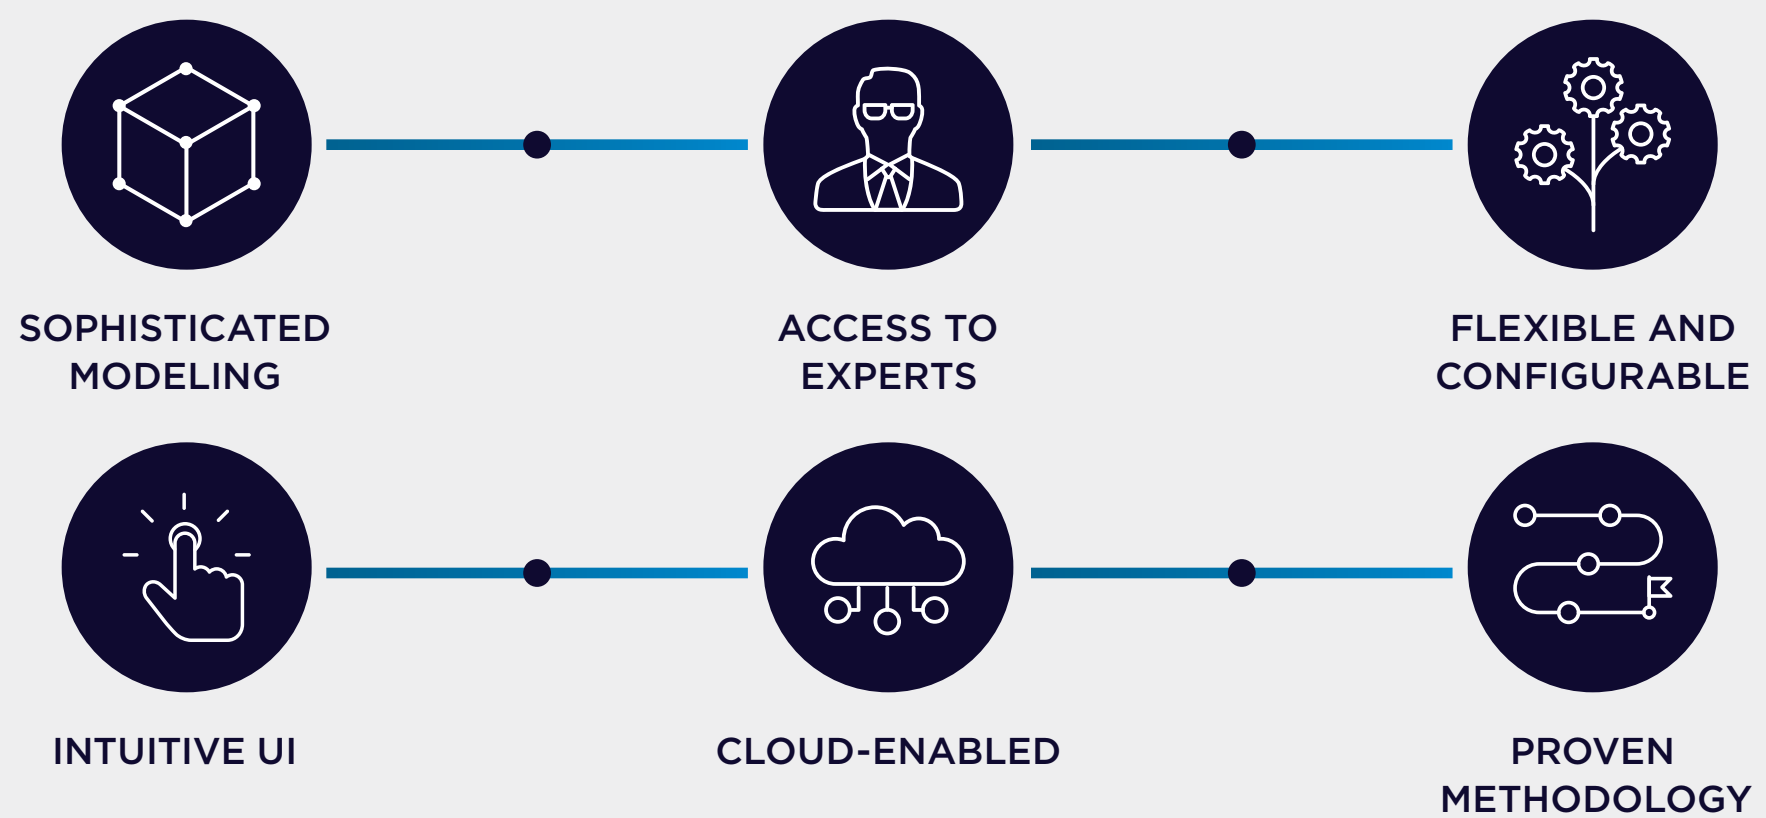 SOPHISTICATED
MODELING
ACCESS TO
EXPERTS
FLEXIBLE AND
CONFIGURABLE
INTUITIVE UI
CLOUD-ENABLED
PROVEN
METHODOLOGY